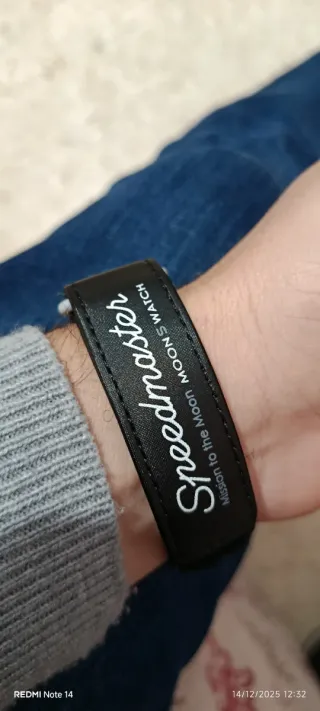 Speedmaster
MOONSWATCH
Mission to the Moon
REDMI Note 14
14/12/2025 12:32